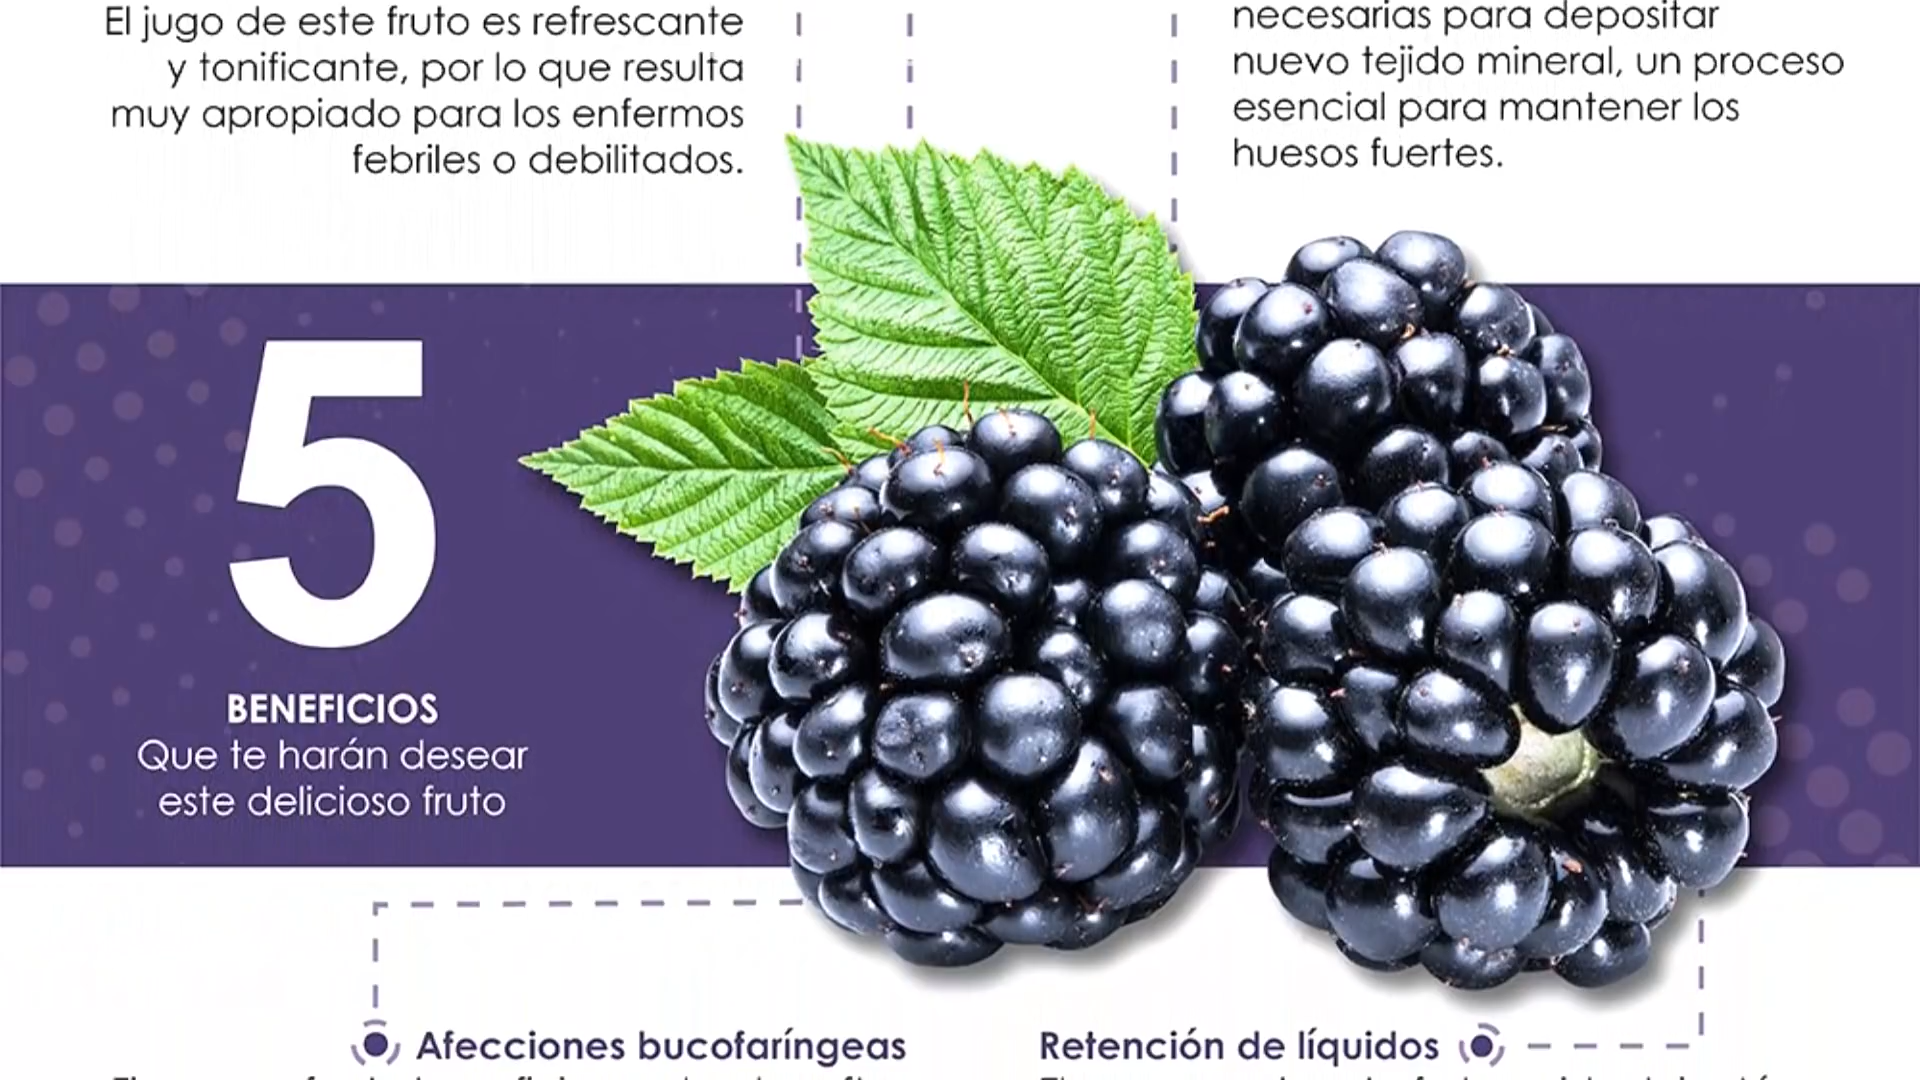 El jugo de este fruto es refrescante
y tonificante, por lo que resulta
muy apropiado para los enfermos
febriles o debilitados.
necesarias para depositar
nuevo tejido mineral, un proceso
esencial para mantener los
huesos fuertes.
5
BENEFICIOS
Que te harán desear
este delicioso fruto
Afecciones bucofaríngeas
Retención de líquidos